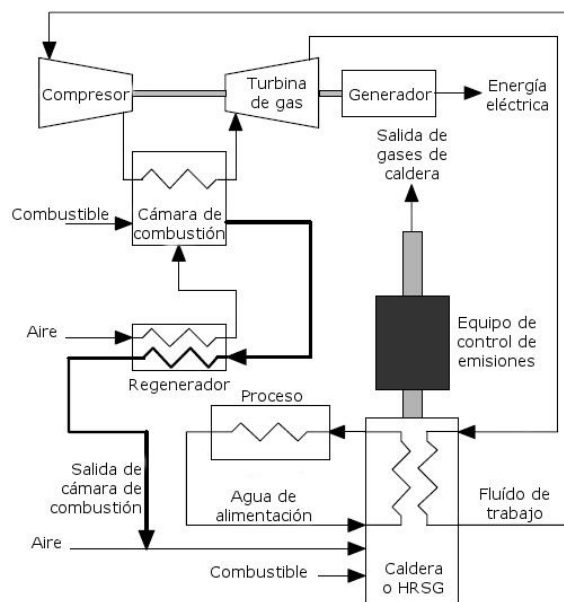 Compresor
Turbina
de gas
Generador
Energía
eléctrica
Salida de
gases de
caldera
Combustible
Cámara de
combustión
Aire
Regenerador
Equipo de
control de
emisiones
Proceso
Salida de
cámara de
combustión
Agua de
alimentación
Fluído de
trabajo
Aire
Combustible
Caldera
o HRSG